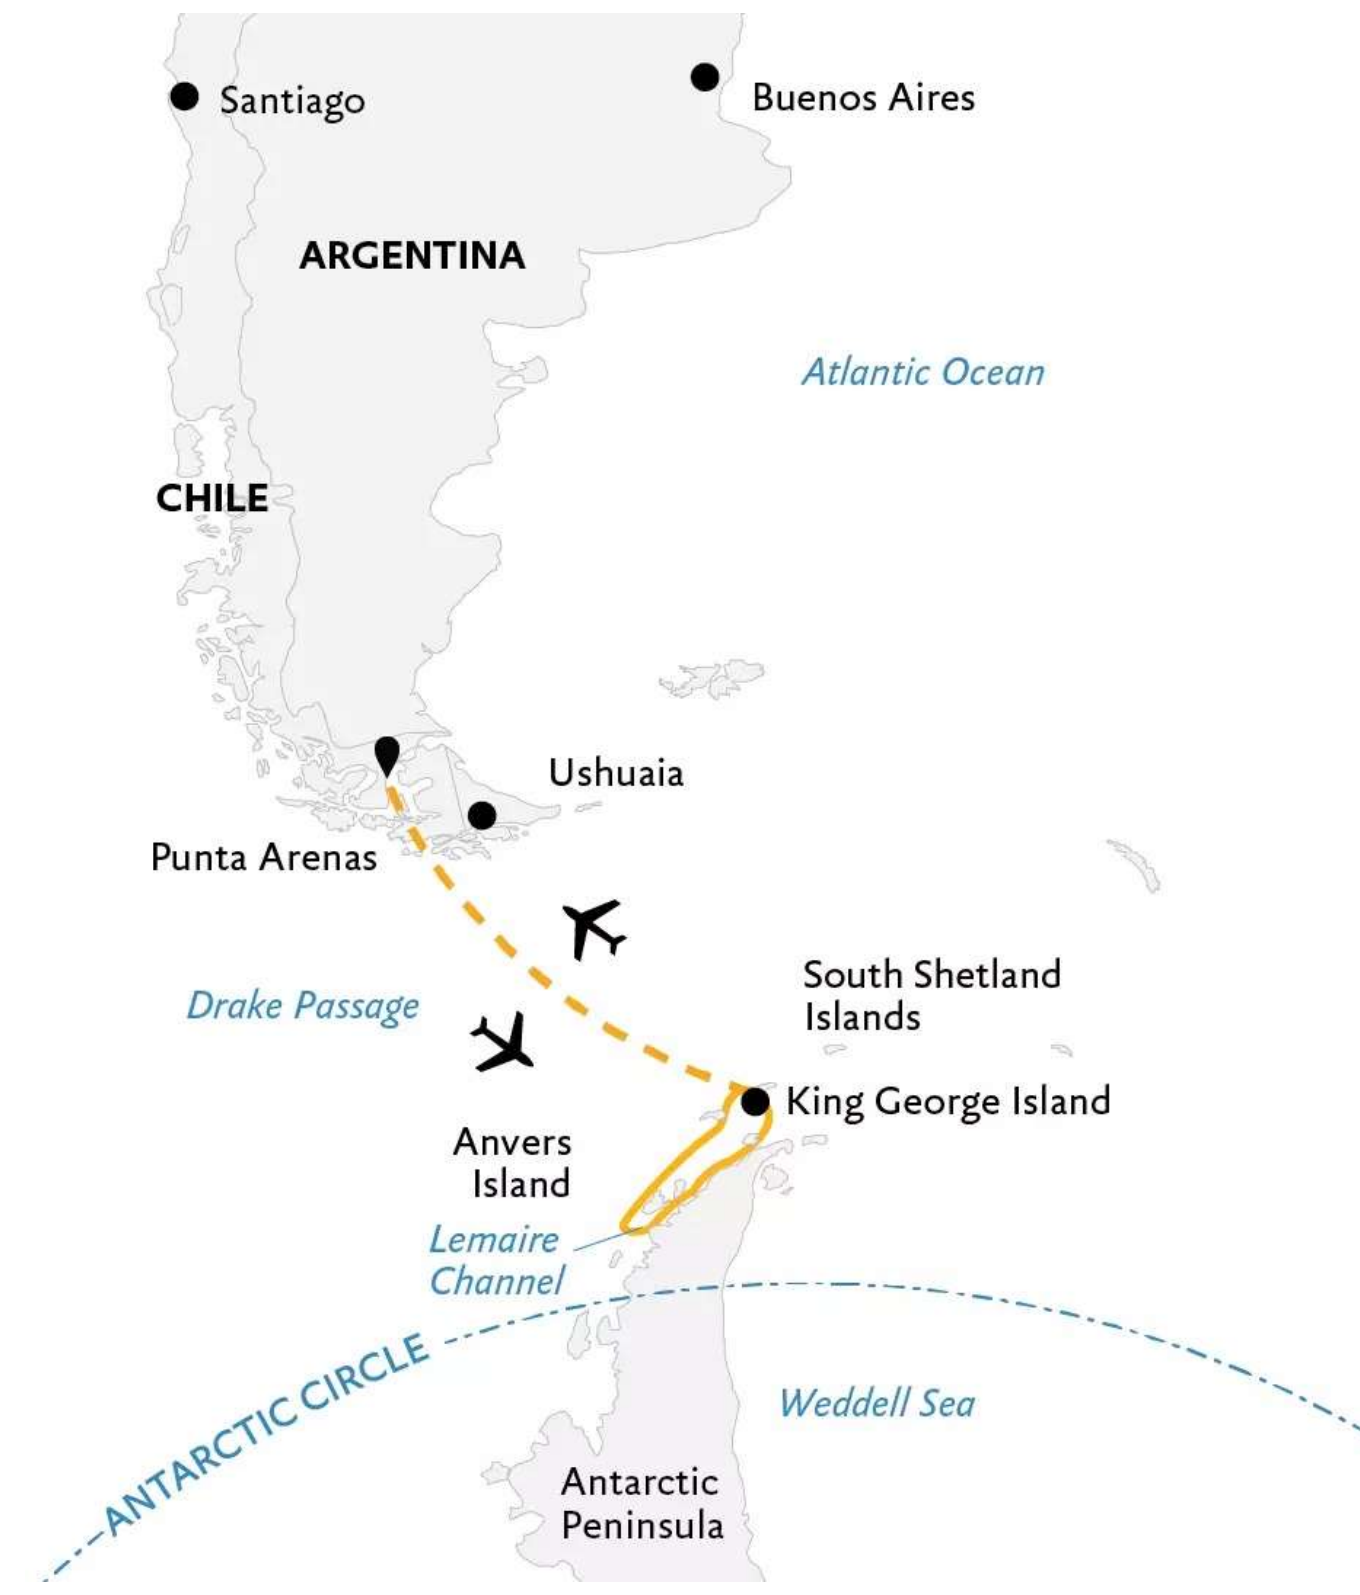 Santiago
Buenos Aires
ARGENTINA
Atlantic Ocean
CHILE
Ushuaia
Punta Arenas
South Shetland
Islands
Drake Passage
King George Island
Anvers
Island
Lemaire
Channel
ANTARCTIC CIRCLE
Weddell Sea
Antarctic
Peninsula